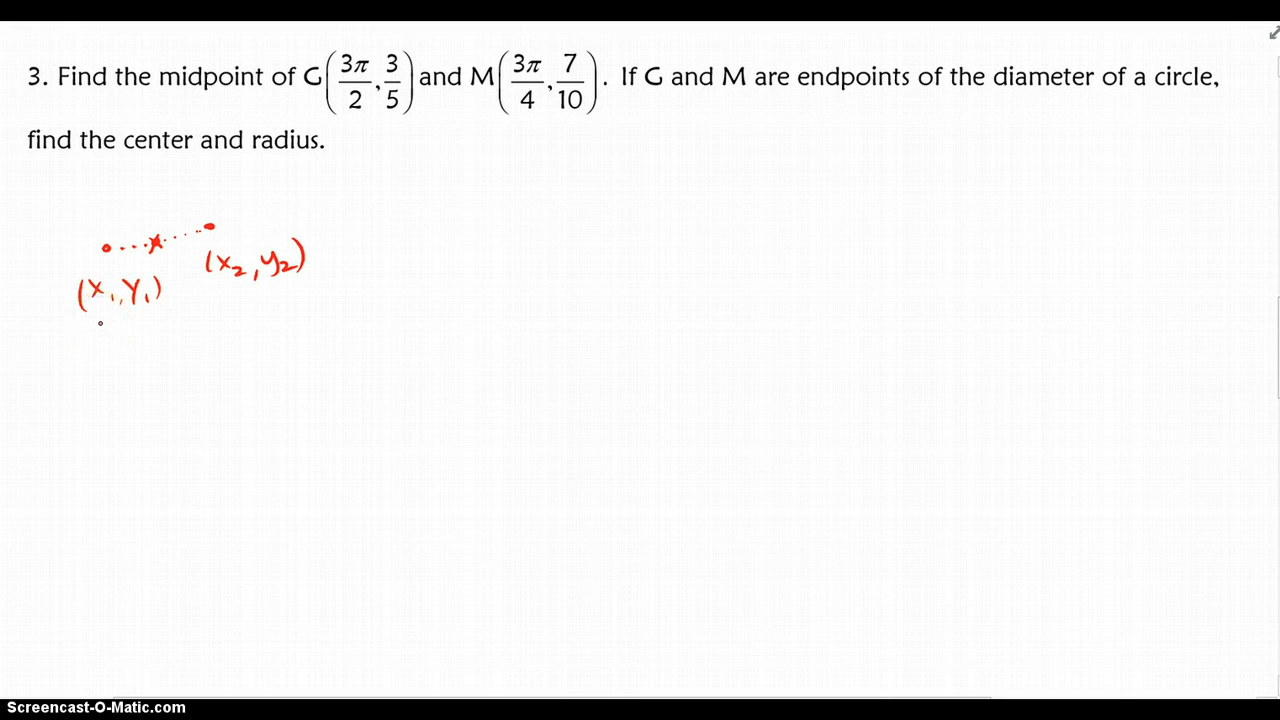 3. Find the midpoint of G(3π/2, 3/5) and M(3π/4, 7/10). If G and M are endpoints of the diameter of a circle,
find the center and radius.
(x₂, y₂)
(x₁, y₁)
Screencast-O-Matic.com